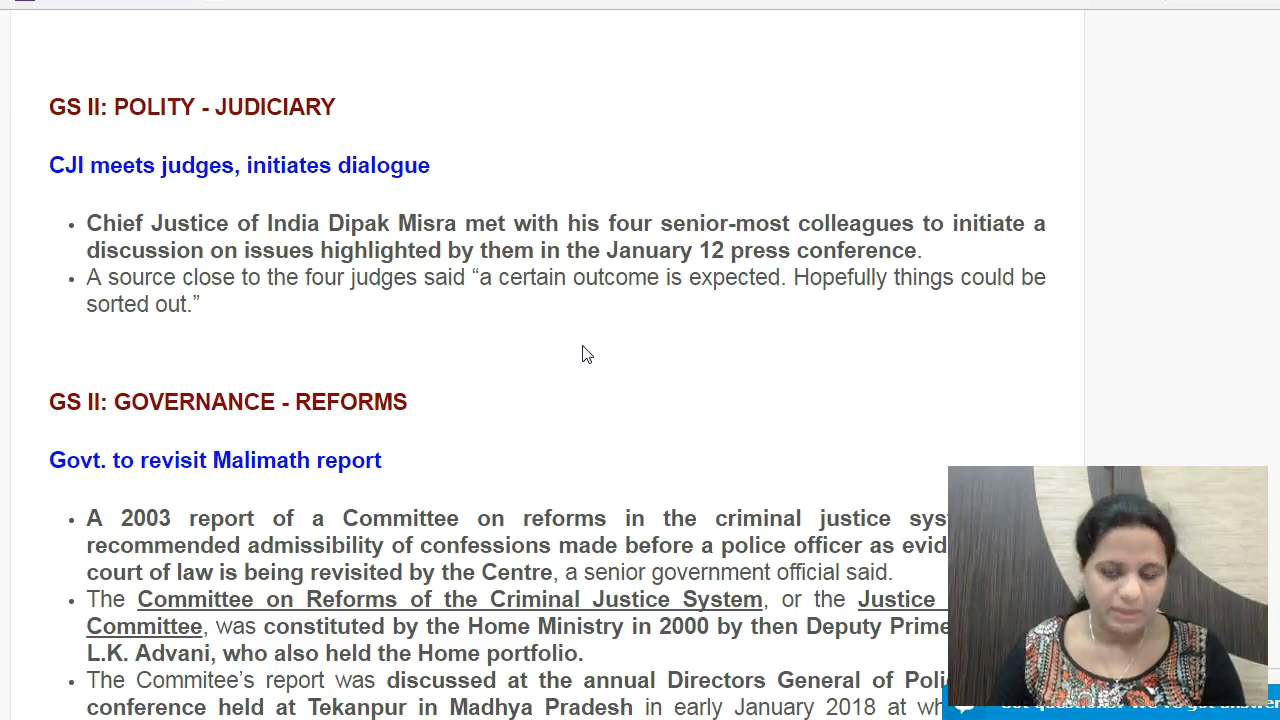 GS II: POLITY - JUDICIARY
CJI meets judges, initiates dialogue
• Chief Justice of India Dipak Misra met with his four senior-most colleagues to initiate a
discussion on issues highlighted by them in the January 12 press conference.
• A source close to the four judges said “a certain outcome is expected. Hopefully things could be
sorted out.”
GS II: GOVERNANCE - REFORMS
Govt. to revisit Malimath report
• A 2003 report of a Committee on reforms in the criminal justice
recommended admissibility of confessions made before a police officer as
court of law is being revisited by the Centre, a senior government official said.
• The Committee on Reforms of the Criminal Justice System, or the Justice
Committee, was constituted by the Home Ministry in 2000 by then Deputy Prime
L.K. Advani, who also held the Home portfolio.
• The Commitee’s report was discussed at the annual Directors General of
conference held at Tekanpur in Madhya Pradesh in early January 2018 at